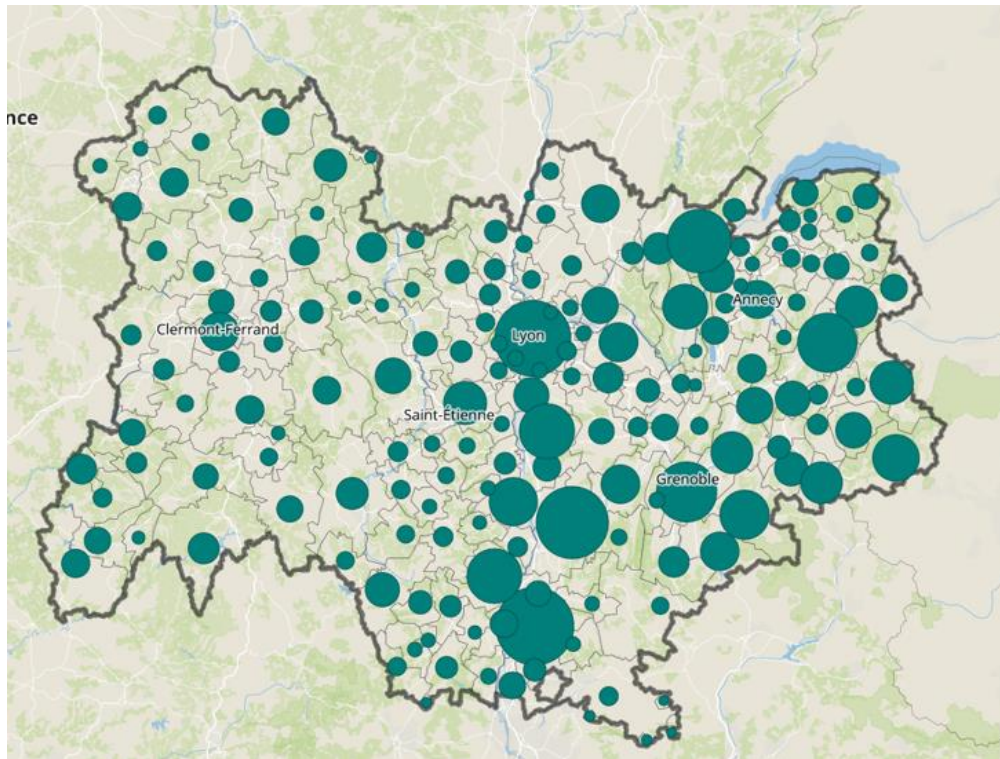 nce
Annecy
Clermont-Ferrand
Lyon
Saint-Étienne
Grenoble